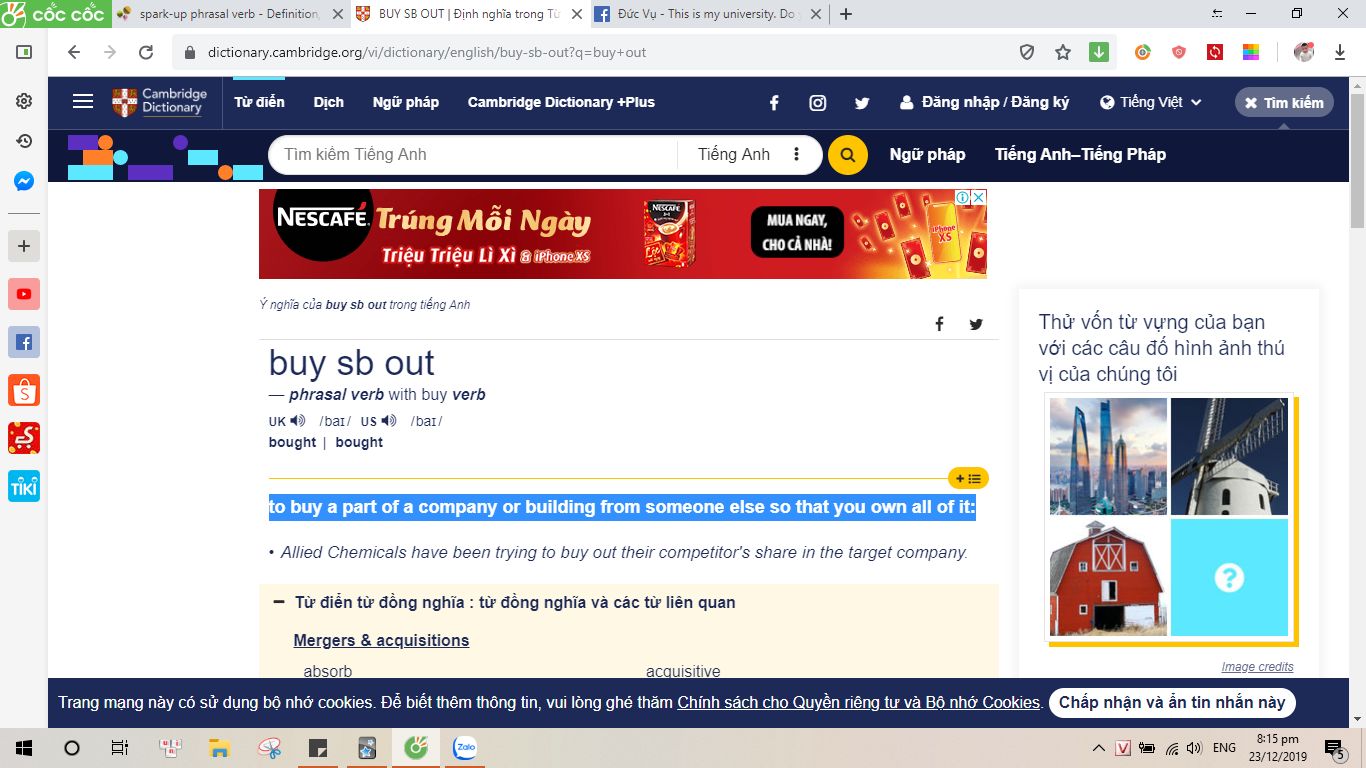 CỐC CỐC
spark-up phrasal verb - Definition,
BUY SB OUT | Định nghĩa trong Từ
Đức Vụ - This is my university. Do y
dictionary.cambridge.org/vi/dictionary/english/buy-sb-out?q=buy+out
Cambridge
Dictionary
Từ điển
Dịch
Ngữ pháp
Cambridge Dictionary +Plus
Đăng nhập / Đăng ký
Tiếng Việt
Tìm kiếm
Tìm kiếm Tiếng Anh
Tiếng Anh
Ngữ pháp
Tiếng Anh–Tiếng Pháp
NESCAFÉ
Trúng Mỗi Ngày
Triệu Triệu Lì Xì & iPhone XS
MUA NGAY,
CHO CẢ NHÀ!
iPhone
XS
Ý nghĩa của buy sb out trong tiếng Anh
buy sb out
— phrasal verb with buy verb
UK /baɪ/ US /baɪ/
bought | bought
to buy a part of a company or building from someone else so that you own all of it:
• Allied Chemicals have been trying to buy out their competitor's share in the target company.
Từ điển từ đồng nghĩa : từ đồng nghĩa và các từ liên quan
Mergers & acquisitions
absorb
acquisitive
Thử vốn từ vựng của bạn
với các câu đố hình ảnh thú
vị của chúng tôi
?
Image credits
Trang mạng này có sử dụng bộ nhớ cookies. Để biết thêm thông tin, vui lòng ghé thăm Chính sách cho Quyền riêng tư và Bộ nhớ Cookies.
Chấp nhận và ẩn tin nhắn này
TIKI
Zalo
V
ENG
8:15 pm
23/12/2019
5